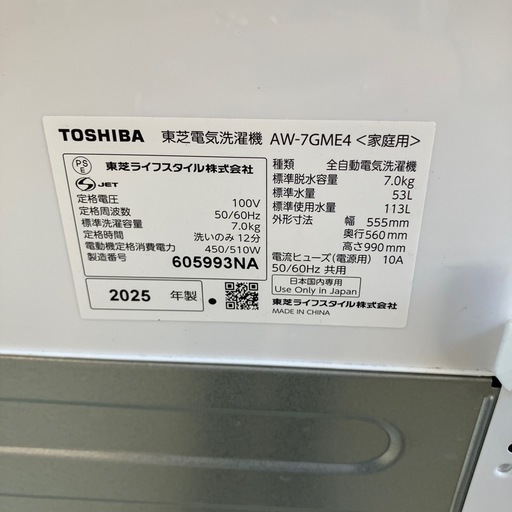 TOSHIBA 東芝電気洗濯機 AW-7GME4 <家庭用>
PS E 東芝ライフスタイル株式会社
S JET
定格電圧 100V
定格周波数 50/60Hz
標準洗濯容量 7.0kg
定格時間 洗いのみ 12分
電動機定格消費電力 450/510W
製造番号 605993NA
2025 年製
種類 全自動電気洗濯機
標準脱水容量 7.0kg
標準水量 53L
標準使用水量 113L
外形寸法 幅 555mm
奥行560mm
高さ990mm
電流ヒューズ(電源用) 10A
50/60Hz 共用
日本国内専用
Use Only in Japan
東芝ライフスタイル株式会社
MADE IN CHINA